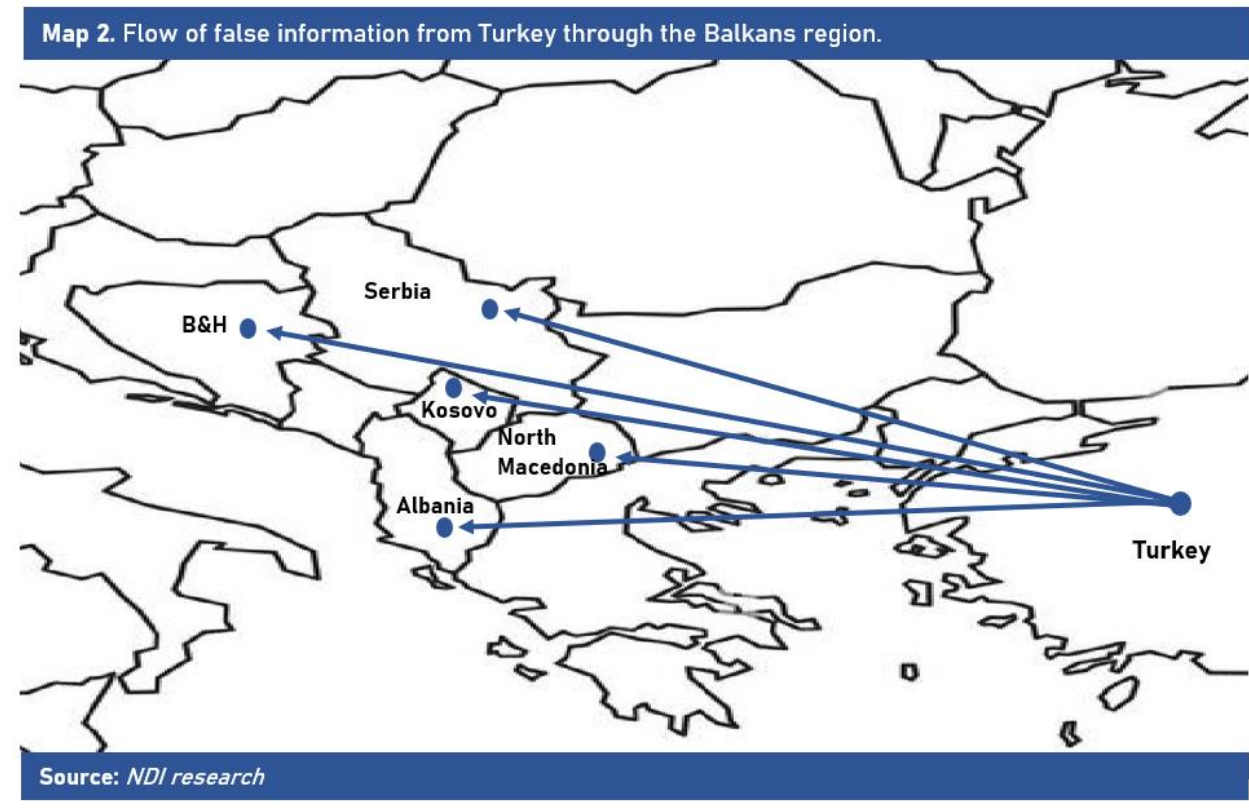 Map 2. Flow of false information from Turkey through the Balkans region.
Serbia
B&H
Kosovo
North
Macedonia
Albania
Turkey
Source: NDI research